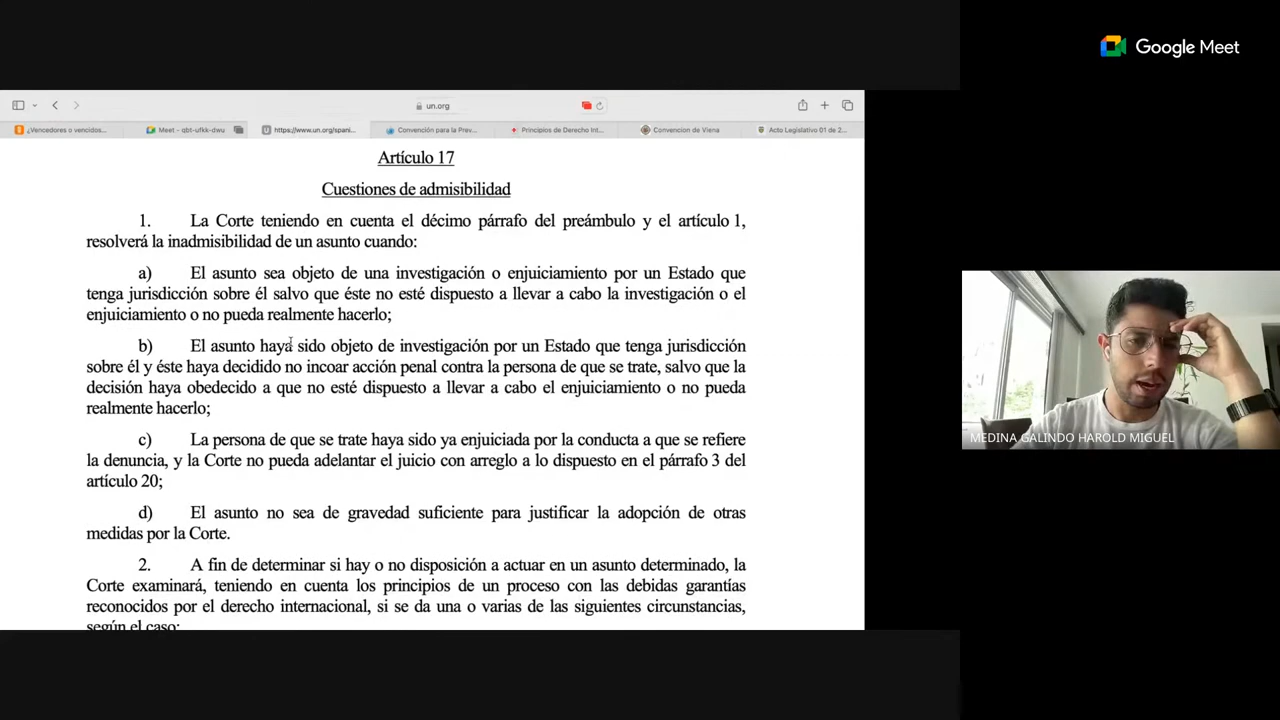 Google Meet
un.org
¿Vencedores o vencidos...
Meet - qbt-ufkk-dwu
https://www.un.org/spani...
Convención para la Prev...
Principios de Derecho Int...
Convencion de Viena
Acto Legislativo 01 de 2...
Artículo 17
Cuestiones de admisibilidad
1. La Corte teniendo en cuenta el décimo párrafo del preámbulo y el artículo 1,
resolverá la inadmisibilidad de un asunto cuando:
a) El asunto sea objeto de una investigación o enjuiciamiento por un Estado que
tenga jurisdicción sobre él salvo que éste no esté dispuesto a llevar a cabo la investigación o el
enjuiciamiento o no pueda realmente hacerlo;
b) El asunto haya sido objeto de investigación por un Estado que tenga jurisdicción
sobre él y éste haya decidido no incoar acción penal contra la persona de que se trate, salvo que la
decisión haya obedecido a que no esté dispuesto a llevar a cabo el enjuiciamiento o no pueda
realmente hacerlo;
c) La persona de que se trate haya sido ya enjuiciada por la conducta a que se refiere
la denuncia, y la Corte no pueda adelantar el juicio con arreglo a lo dispuesto en el párrafo 3 del
artículo 20;
d) El asunto no sea de gravedad suficiente para justificar la adopción de otras
medidas por la Corte.
2. A fin de determinar si hay o no disposición a actuar en un asunto determinado, la
Corte examinará, teniendo en cuenta los principios de un proceso con las debidas garantías
reconocidos por el derecho internacional, si se da una o varias de las siguientes circunstancias,
según el caso:
MEDINA GALINDO HAROLD MIGUEL